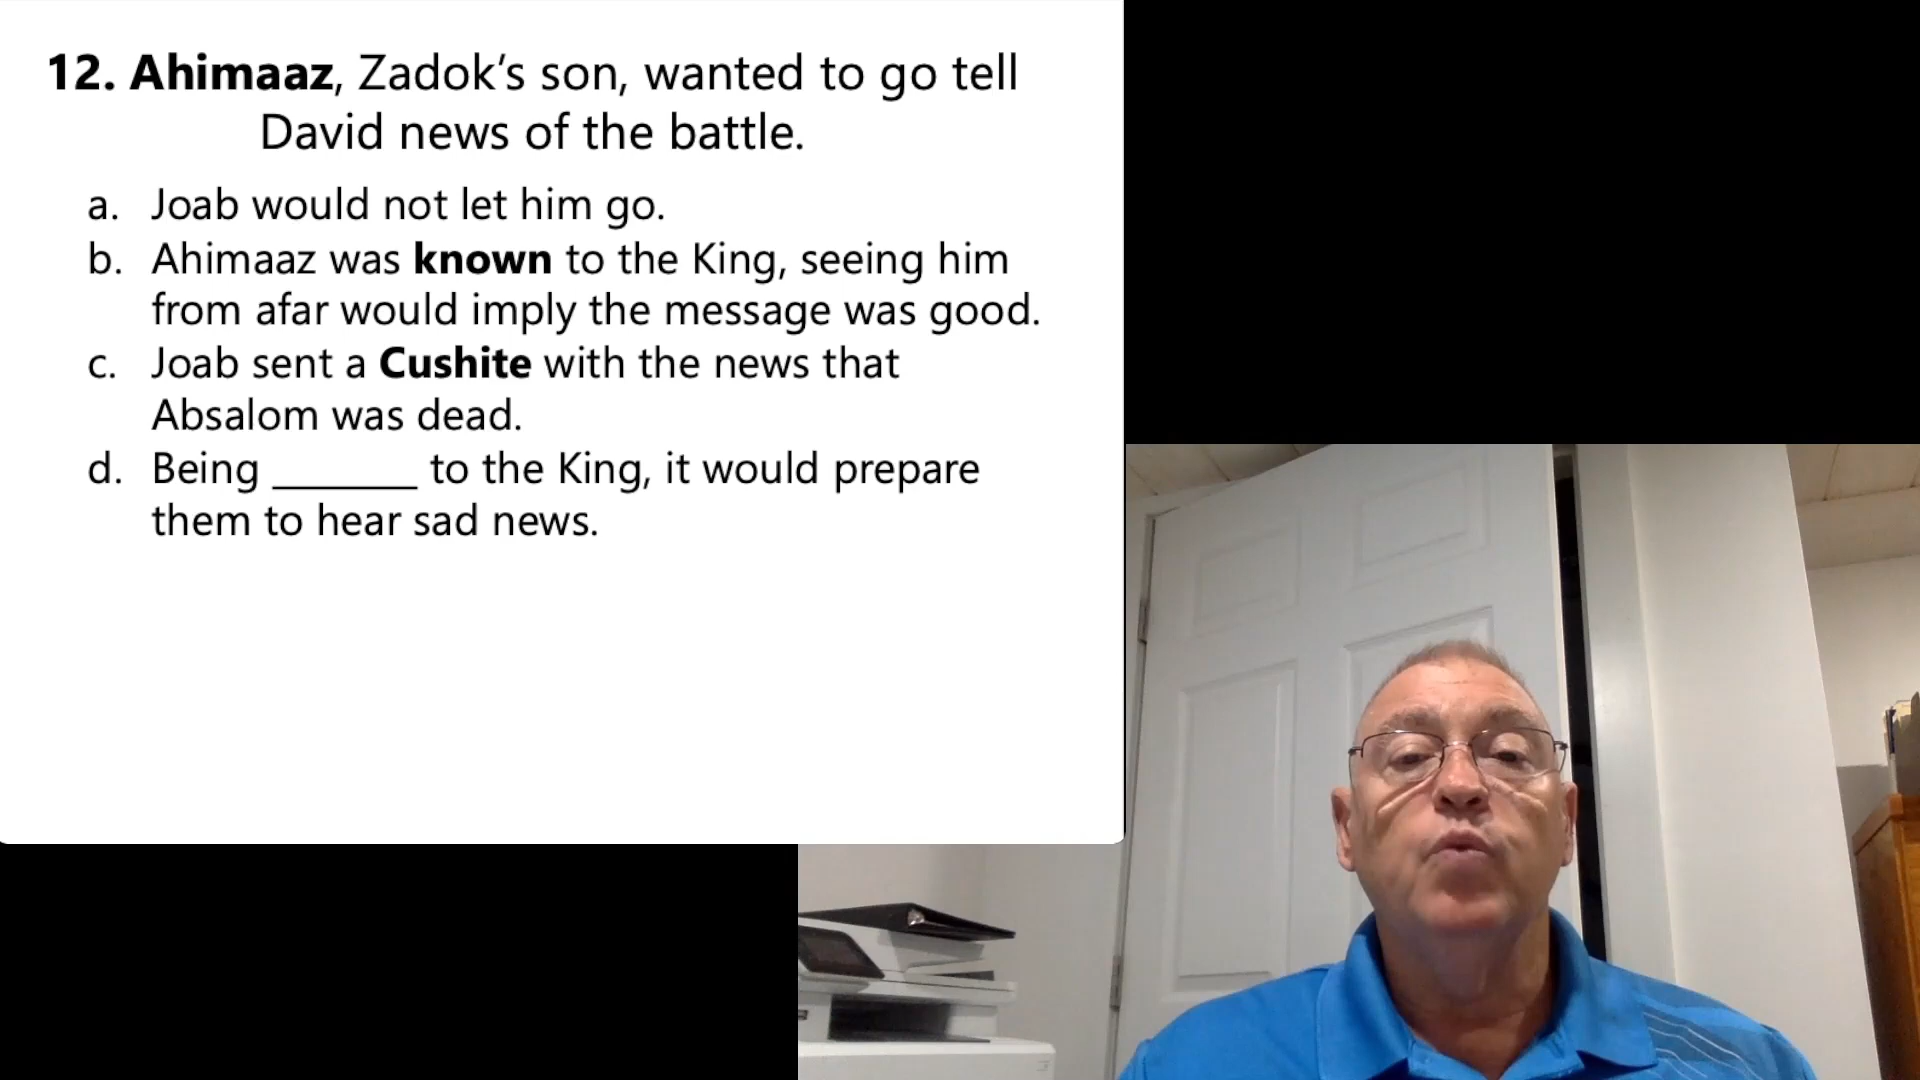 12. Ahimaaz, Zadok’s son, wanted to go tell
David news of the battle.
a. Joab would not let him go.
b. Ahimaaz was known to the King, seeing him
from afar would imply the message was good.
c. Joab sent a Cushite with the news that
Absalom was dead.
d. Being _______ to the King, it would prepare
them to hear sad news.